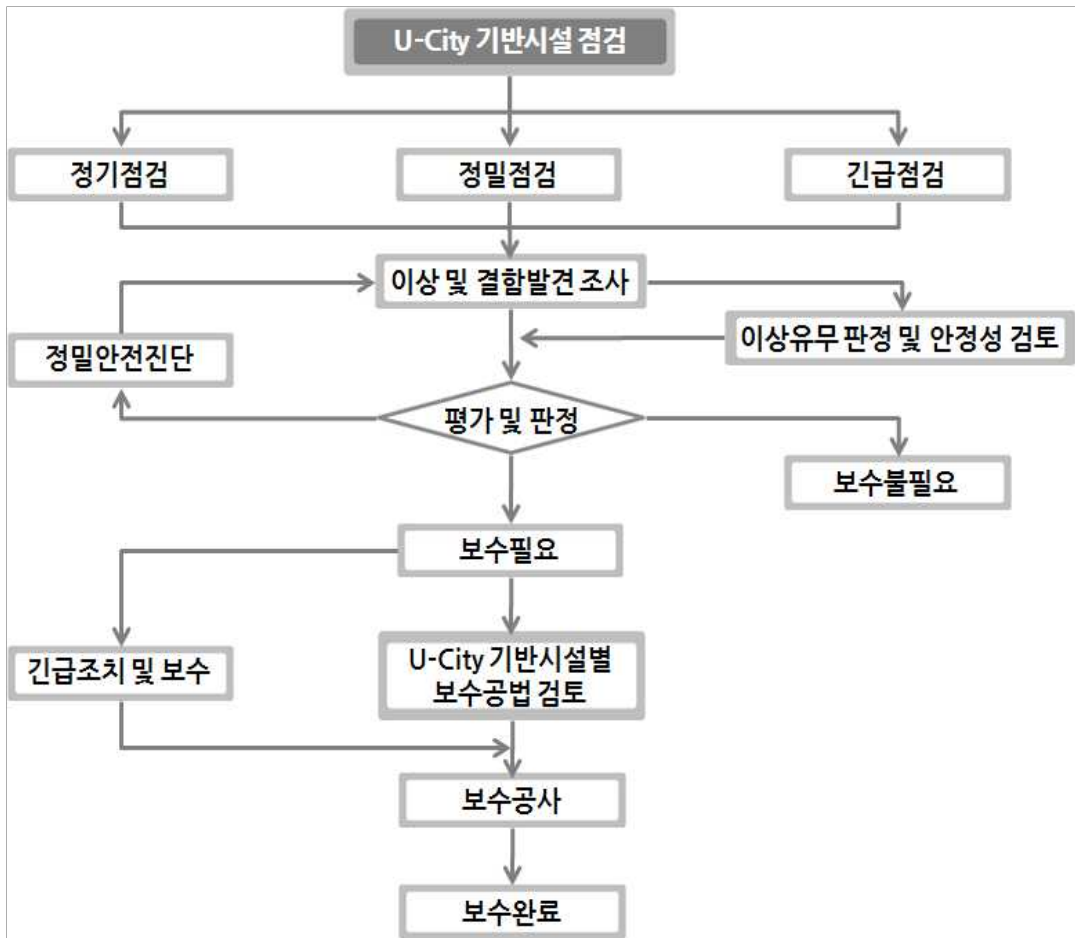 U-City 기반시설 점검
정기점검
정밀점검
긴급점검
이상 및 결함발견 조사
이상유무 판정 및 안정성 검토
정밀안전진단
평가 및 판정
보수불필요
보수필요
긴급조치 및 보수
U-City 기반시설별
보수공법 검토
보수공사
보수완료